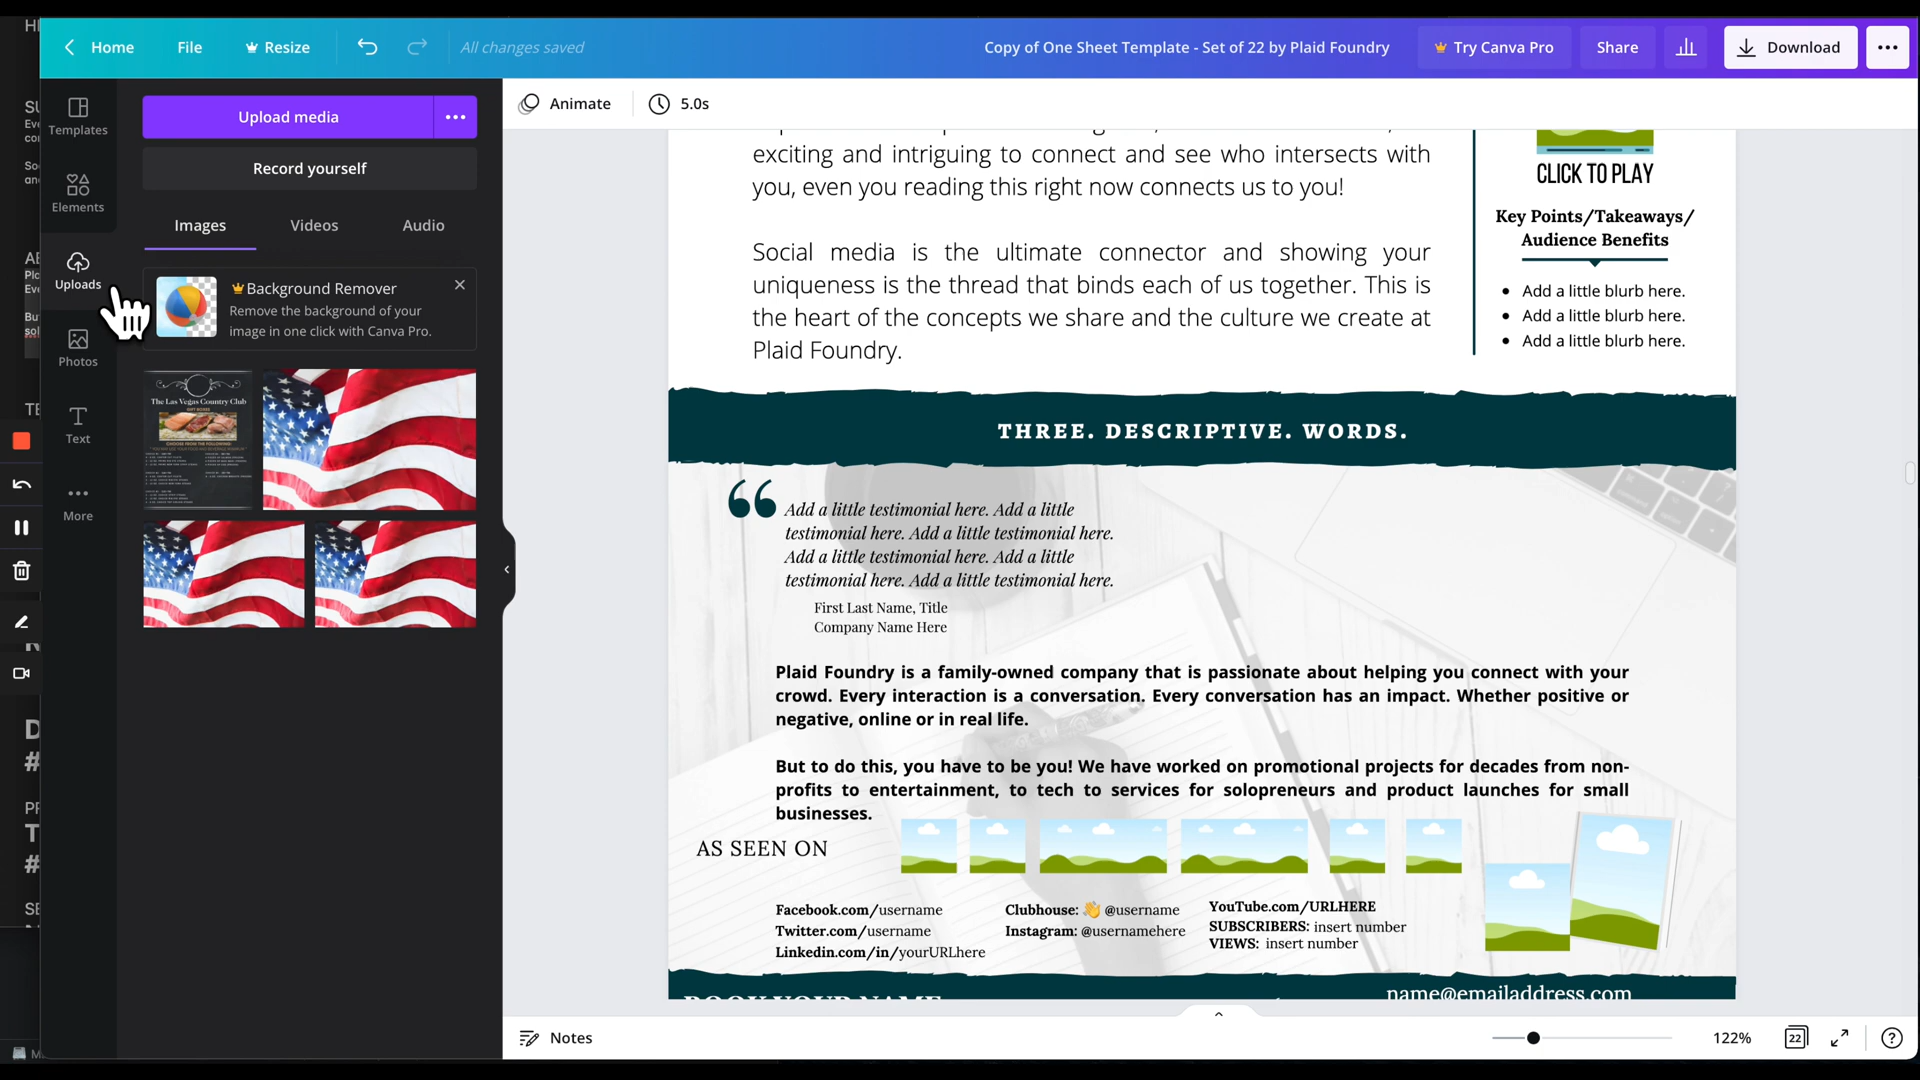 Home
File
Resize
All changes saved
Copy of One Sheet Template - Set of 22 by Plaid Foundry
Try Canva Pro
Share
Download
Templates
Elements
Uploads
Photos
Text
More
Upload media
Record yourself
Images
Videos
Audio
Background Remover
Remove the background of your
image in one click with Canva Pro.
The Las Vegas Country Club
Animate
5.0s
exciting and intriguing to connect and see who intersects with
you, even you reading this right now connects us to you!
Social media is the ultimate connector and showing your
uniqueness is the thread that binds each of us together. This is
the heart of the concepts we share and the culture we create at
Plaid Foundry.
CLICK TO PLAY
Key Points/Takeaways/
Audience Benefits
• Add a little blurb here.
• Add a little blurb here.
• Add a little blurb here.
THREE. DESCRIPTIVE. WORDS.
“ Add a little testimonial here. Add a little
testimonial here. Add a little testimonial here.
Add a little testimonial here. Add a little
testimonial here. Add a little testimonial here.
First Last Name, Title
Company Name Here
Plaid Foundry is a family-owned company that is passionate about helping you connect with your
crowd. Every interaction is a conversation. Every conversation has an impact. Whether positive or
negative, online or in real life.
But to do this, you have to be you! We have worked on promotional projects for decades from non-
profits to entertainment, to tech to services for solopreneurs and product launches for small
businesses.
AS SEEN ON
Facebook.com/username
Twitter.com/username
Linkedin.com/in/yourURLhere
Clubhouse: 👋 @username
Instagram: @usernamehere
YouTube.com/URLHERE
SUBSCRIBERS: insert number
VIEWS: insert number
BOOK YOUR NAME
name@emailaddress.com
Notes
122%
22